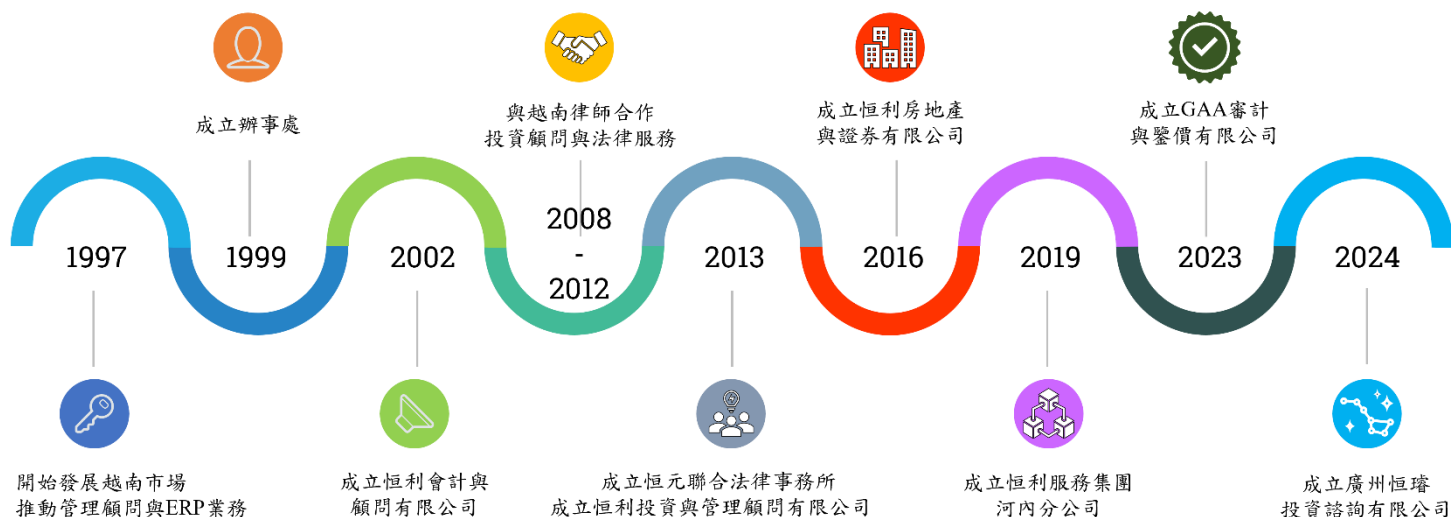 成立辦事處
與越南律師合作
投資顧問與法律服務
成立恒利房地產
與證券有限公司
成立GAA審計
與鑒價有限公司
1997
1999
2002
2008
-
2012
2013
2016
2019
2023
2024
開始發展越南市場
推動管理顧問與ERP業務
成立恒利會計與
顧問有限公司
成立恒元聯合法律事務所
成立恒利投資與管理顧問有限公司
成立恒利服務集團
河內分公司
成立廣州恒璿
投資諮詢有限公司